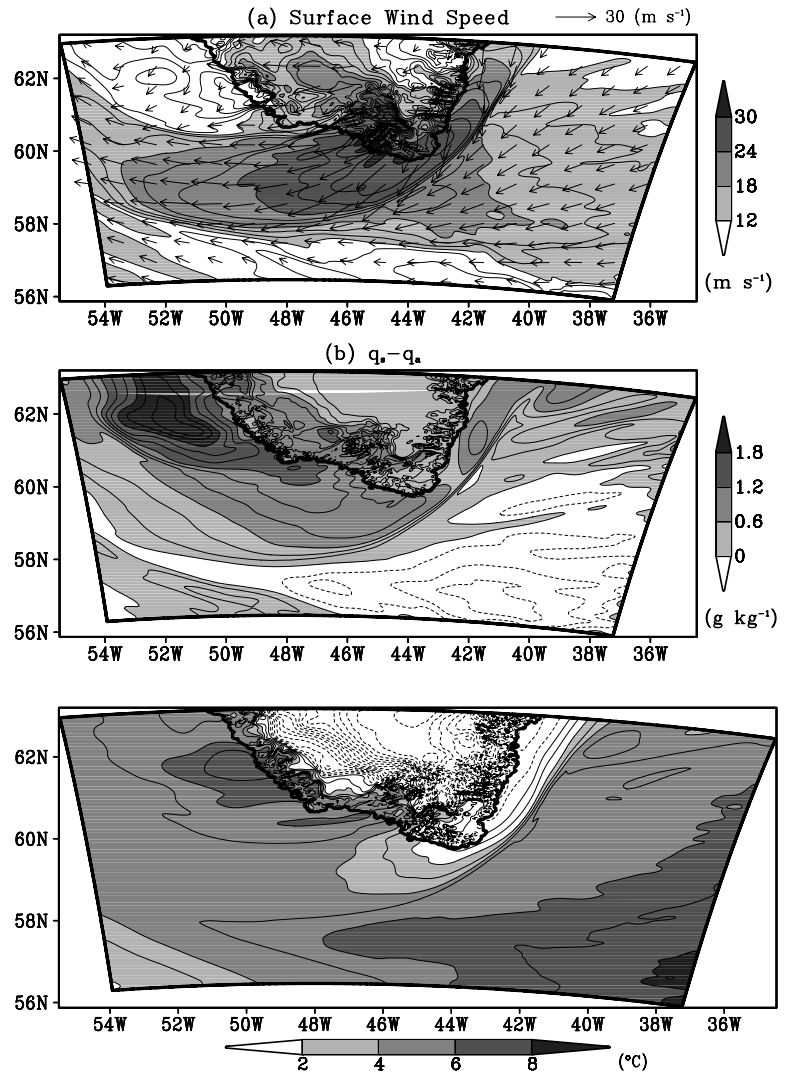 (a) Surface Wind Speed 30 (m s⁻¹)
62N
60N
58N
56N
54W 52W 50W 48W 46W 44W 42W 40W 38W 36W
30
24
18
12
(m s⁻¹)
(b) qₛ−qₐ
62N
60N
58N
56N
54W 52W 50W 48W 46W 44W 42W 40W 38W 36W
1.8
1.2
0.6
0
(g kg⁻¹)
62N
60N
58N
56N
54W 52W 50W 48W 46W 44W 42W 40W 38W 36W
2 4 6 8 (°C)